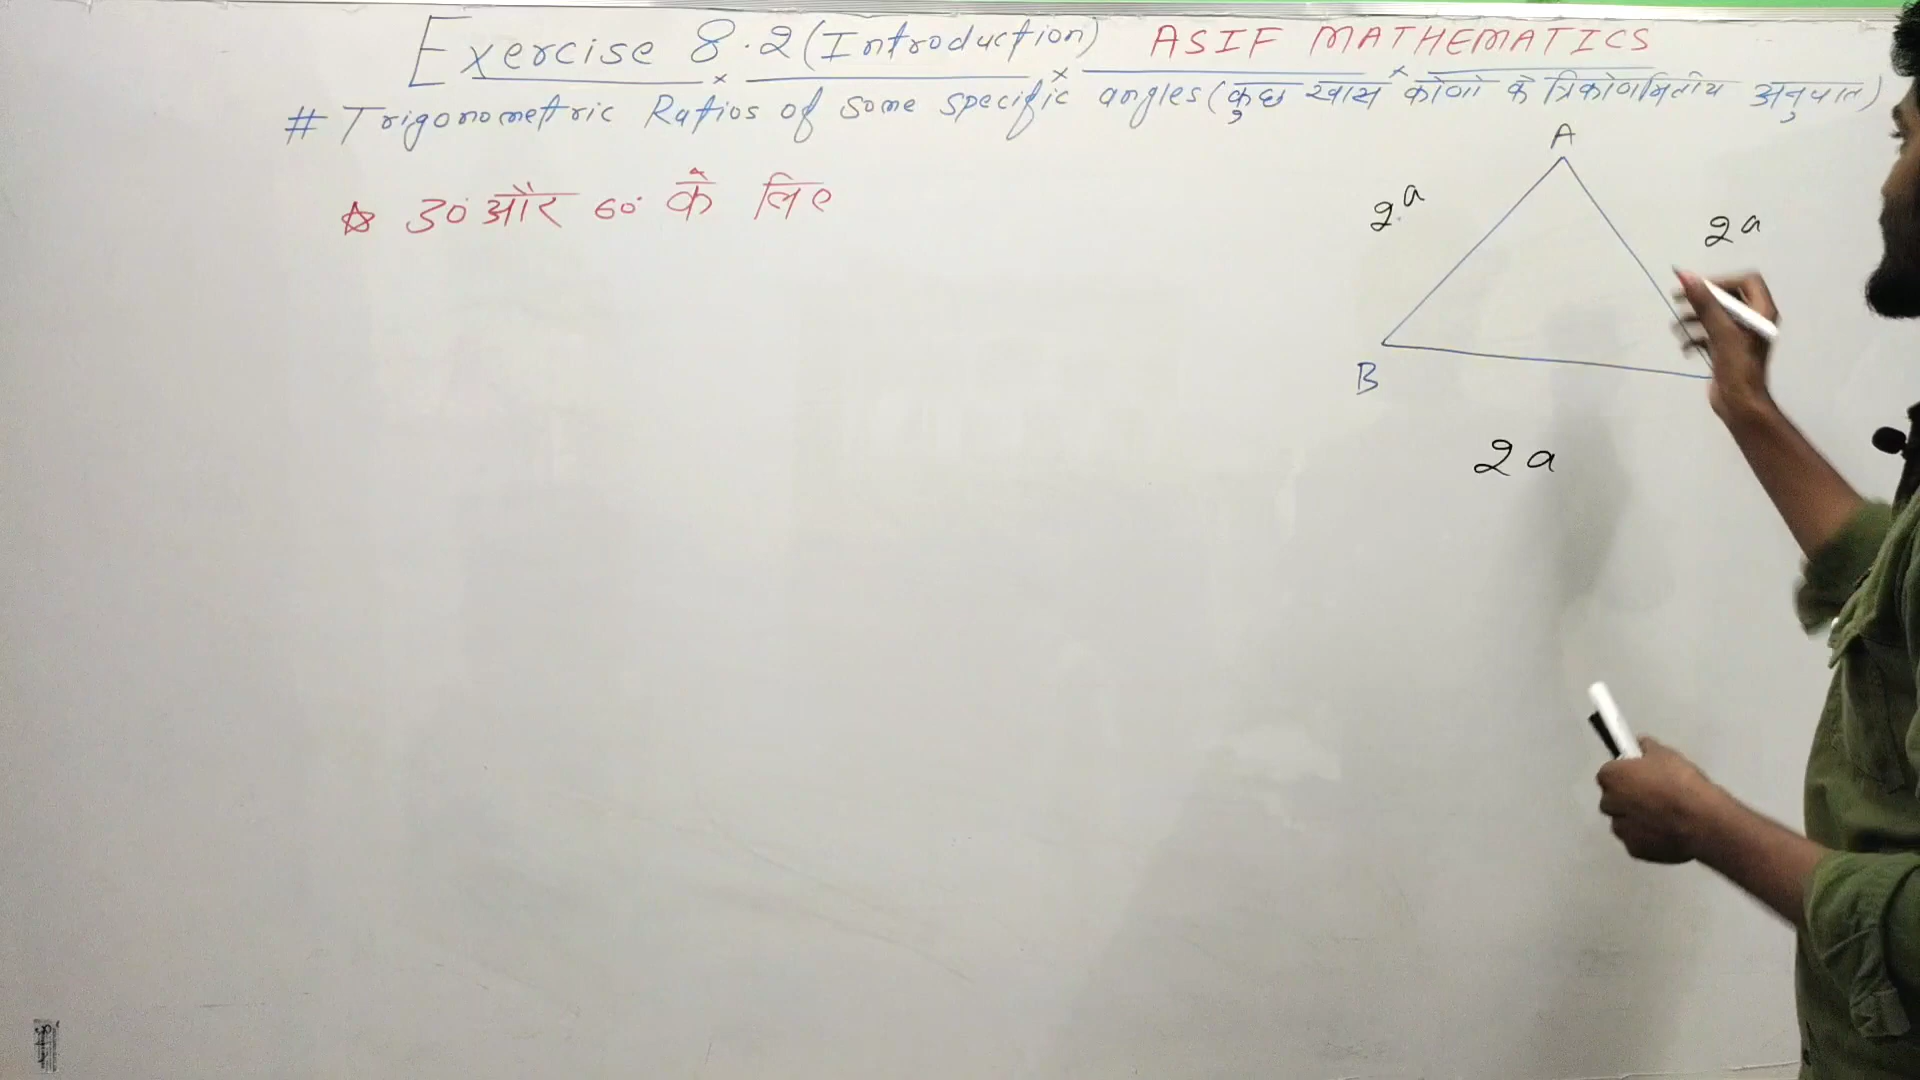 Exercise 8.2 (Introduction) ASIF MATHEMATICS
# Trigonometric Ratios of some specific angles (कुछ खास कोणो के त्रिकोणमितीय अनुपात)
☆ 30° और 60° के लिए
A
2a
2a
B
2a